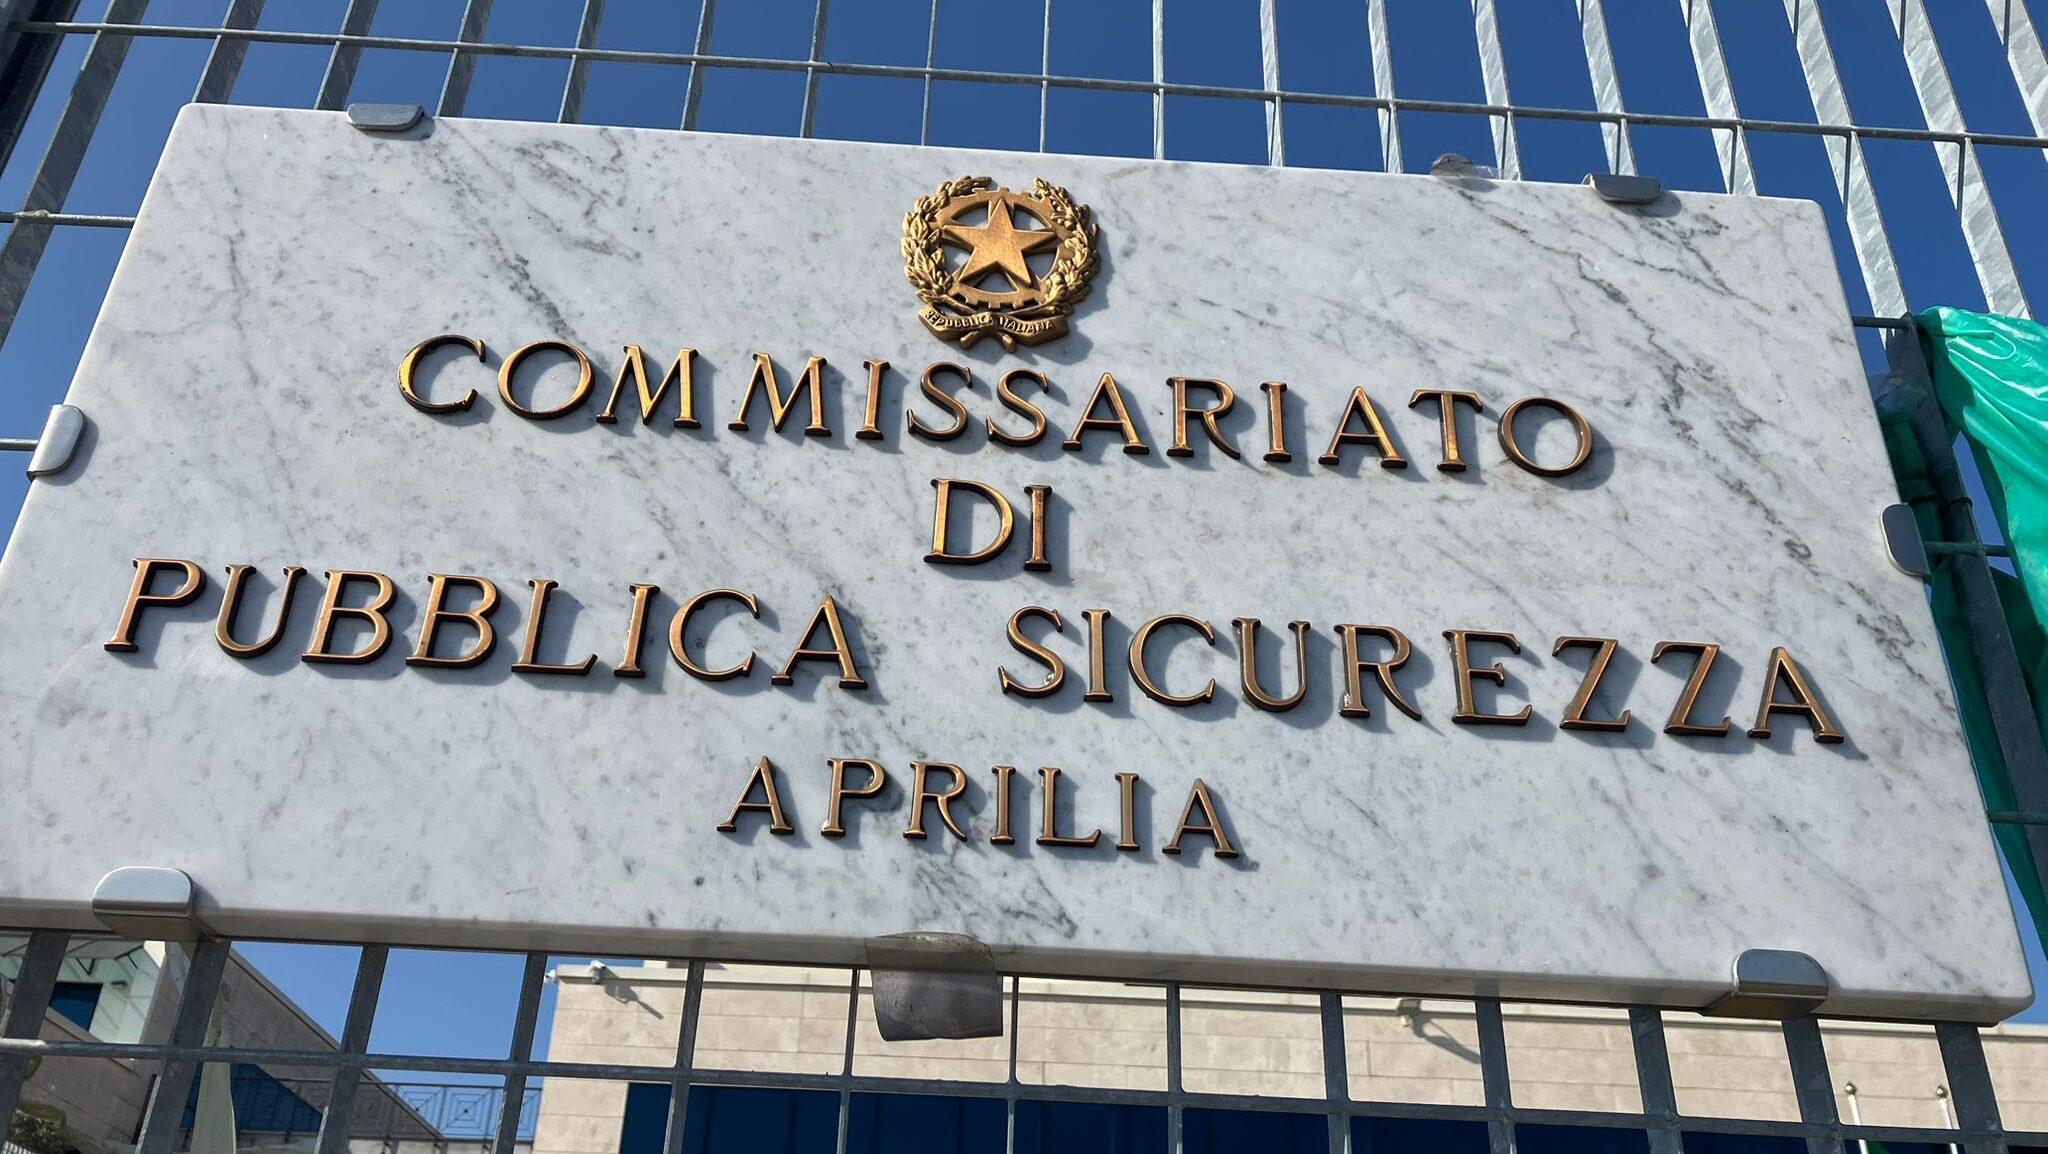 REPUBBLICA ITALIANA
COMMISSARIATO
DI
PUBBLICA SICUREZZA
APRILIA